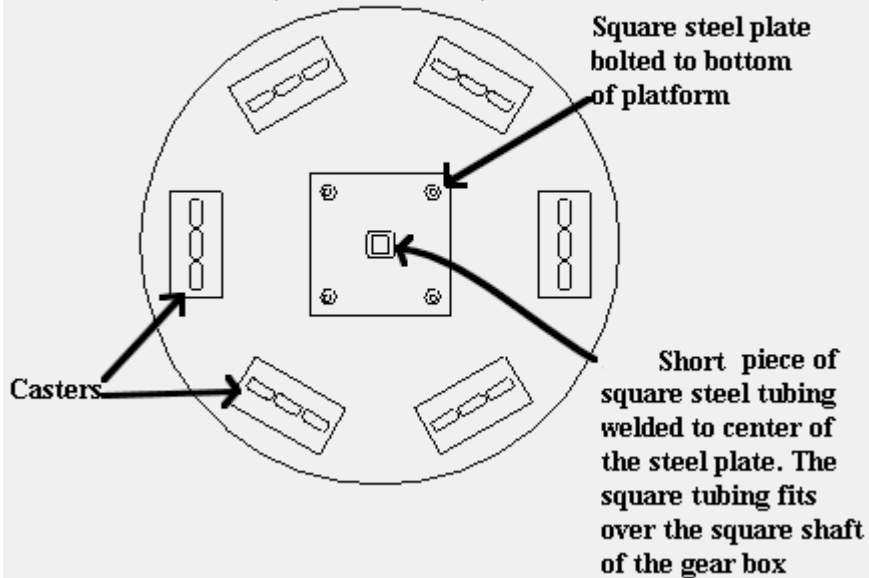 Square steel plate
bolted to bottom
of platform
Casters
Short piece of
square steel tubing
welded to center of
the steel plate. The
square tubing fits
over the square shaft
of the gear box